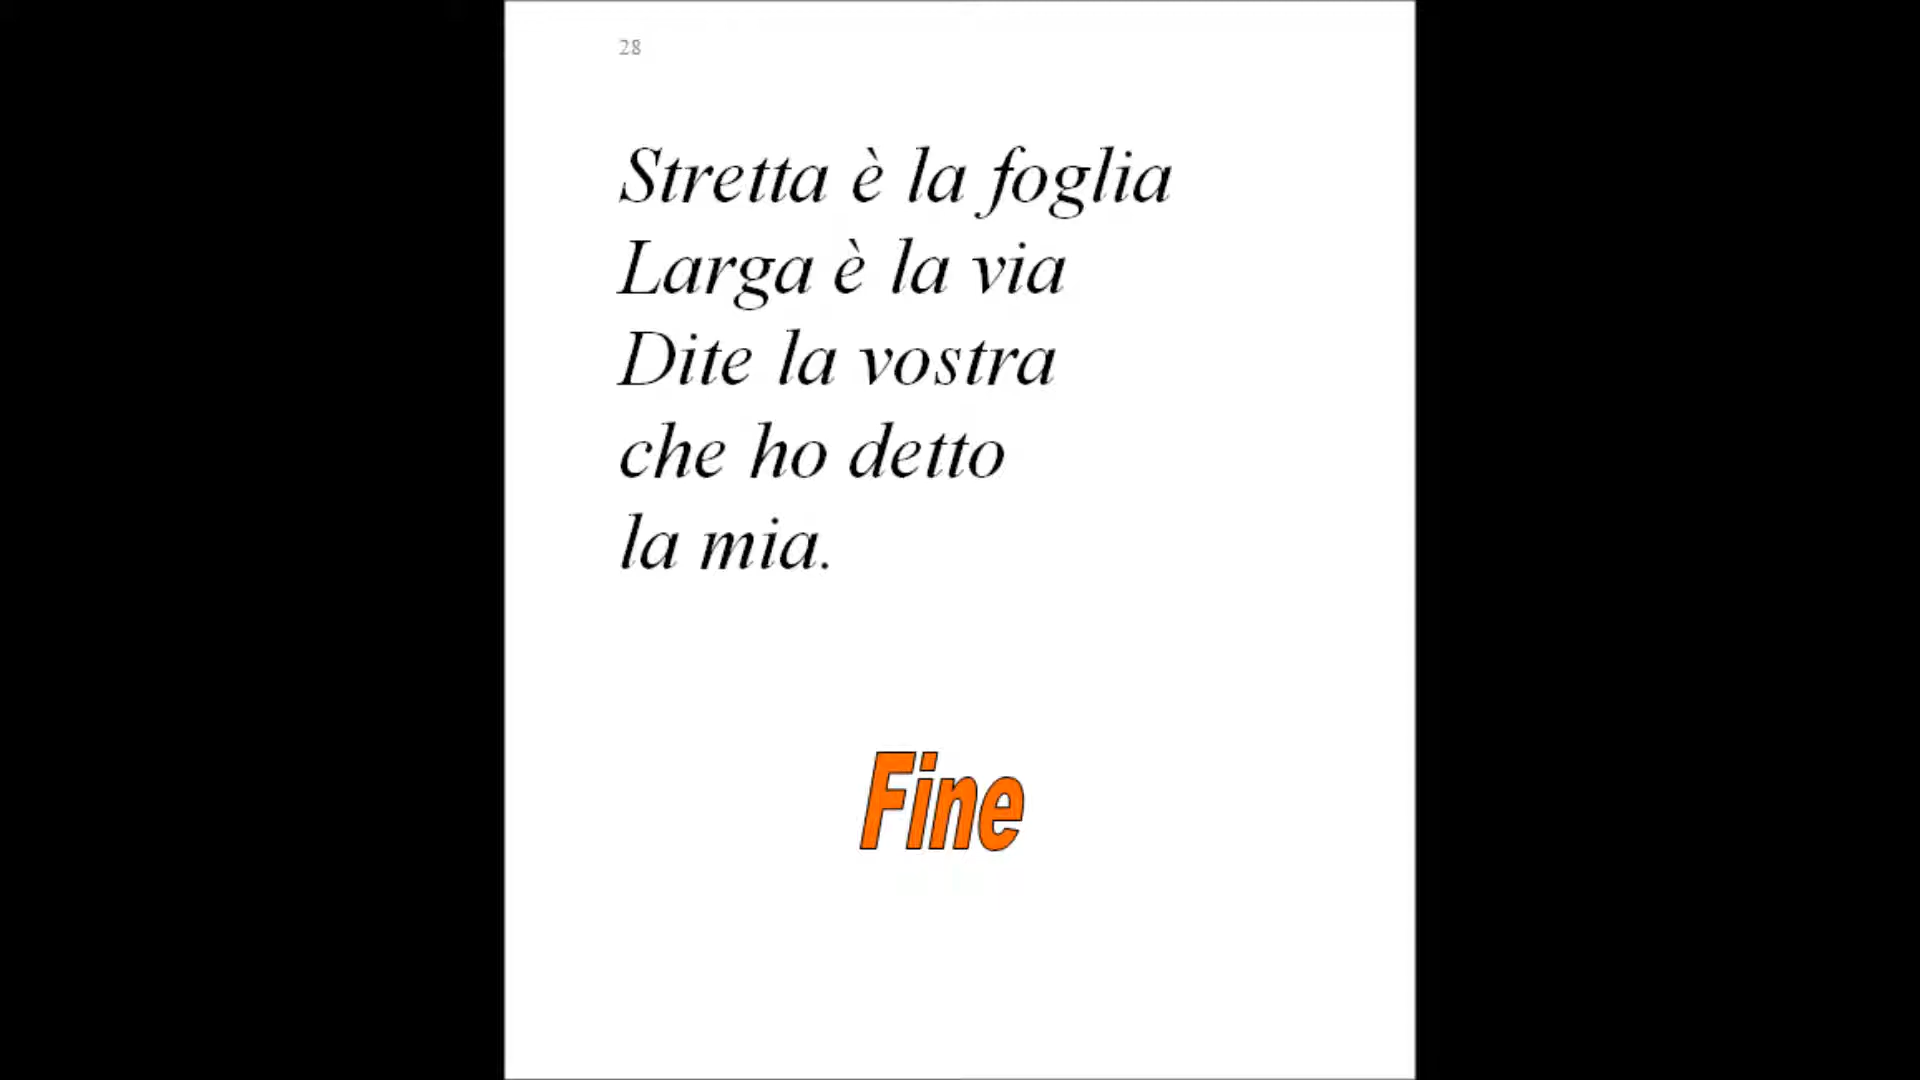 28
Stretta è la foglia
Larga è la via
Dite la vostra
che ho detto
la mia.
Fine